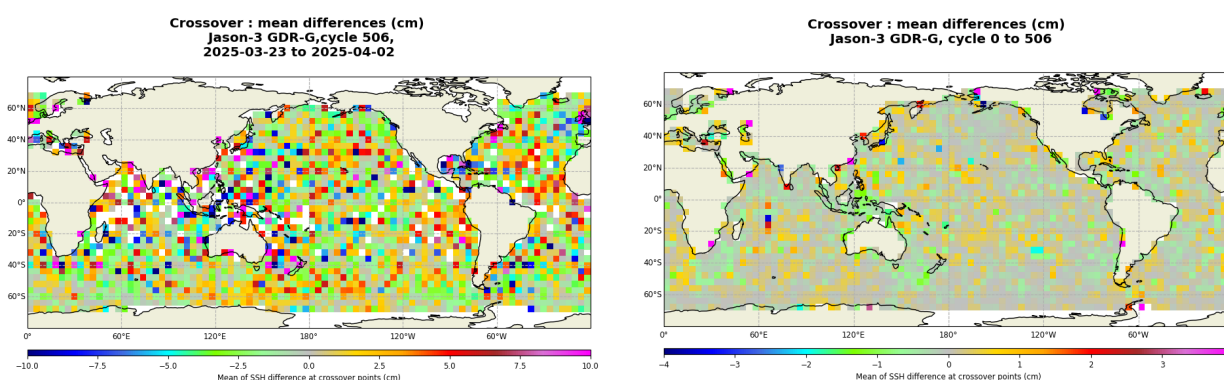 Crossover : mean differences (cm)
Jason-3 GDR-G,cycle 506,
2025-03-23 to 2025-04-02
60°N
40°N
20°N
0°
20°S
40°S
60°S
0°
60°E
120°E
180°
120°W
60°W
−10.0
−7.5
−5.0
−2.5
0.0
2.5
5.0
7.5
10.0
Mean of SSH difference at crossover points (cm)
Crossover : mean differences (cm)
Jason-3 GDR-G, cycle 0 to 506
60°N
40°N
20°N
0°
20°S
40°S
60°S
0°
60°E
120°E
180°
120°W
60°W
−4
−3
−2
−1
0
1
2
3
Mean of SSH difference at crossover points (cm)